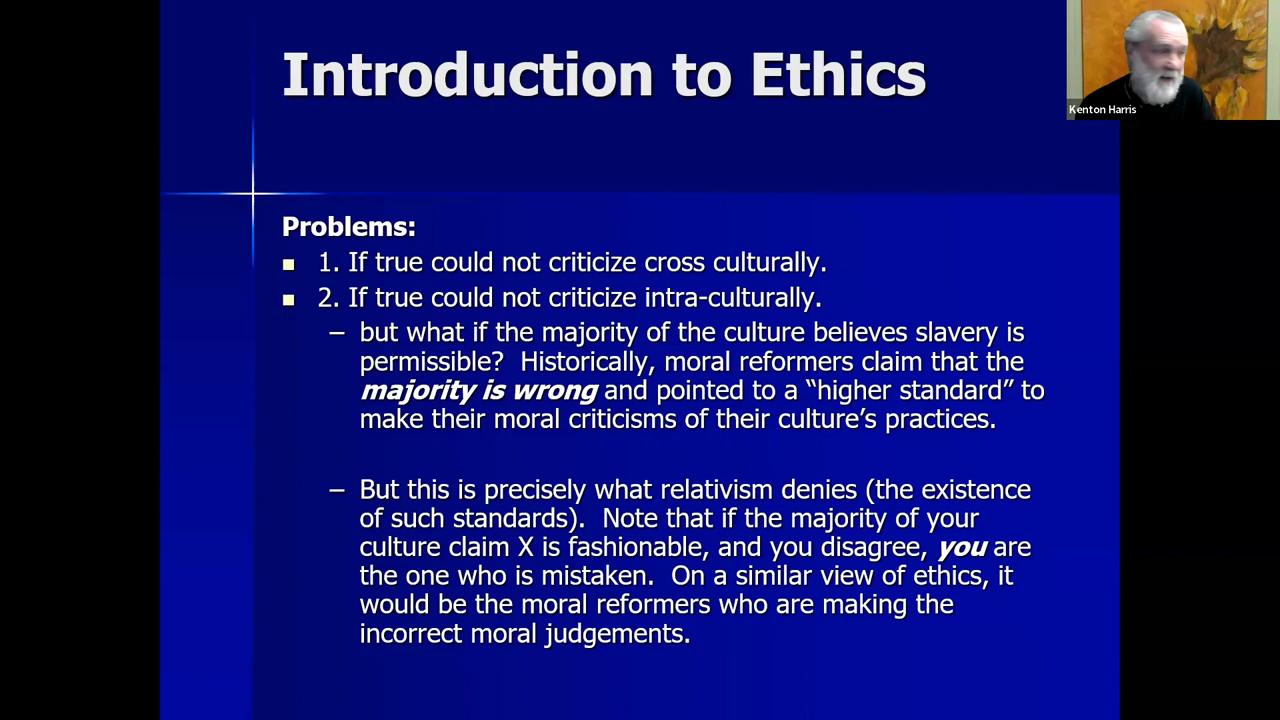 Introduction to Ethics
Kenton Harris
Problems:
1. If true could not criticize cross culturally.
2. If true could not criticize intra-culturally.
– but what if the majority of the culture believes slavery is
permissible?  Historically, moral reformers claim that the
majority is wrong and pointed to a “higher standard” to
make their moral criticisms of their culture’s practices.
– But this is precisely what relativism denies (the existence
of such standards).  Note that if the majority of your
culture claim X is fashionable, and you disagree, you are
the one who is mistaken.  On a similar view of ethics, it
would be the moral reformers who are making the
incorrect moral judgements.